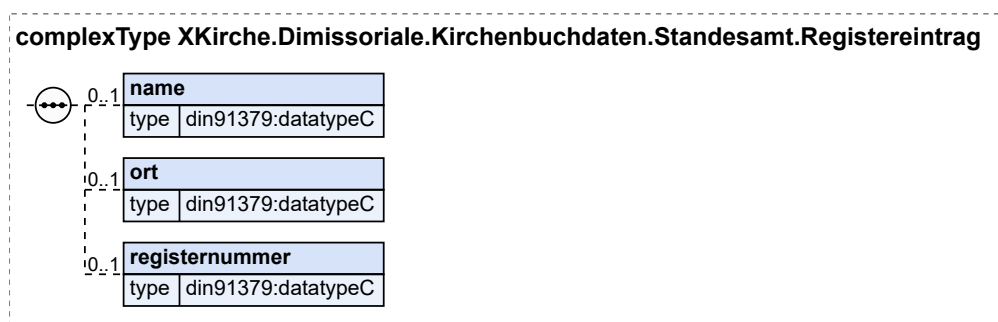 complexType XKirche.Dimissoriale.Kirchenbuchdaten.Standesamt.Registereintrag
0..1 name
type din91379:datatypeC
0..1 ort
type din91379:datatypeC
0..1 registernummer
type din91379:datatypeC